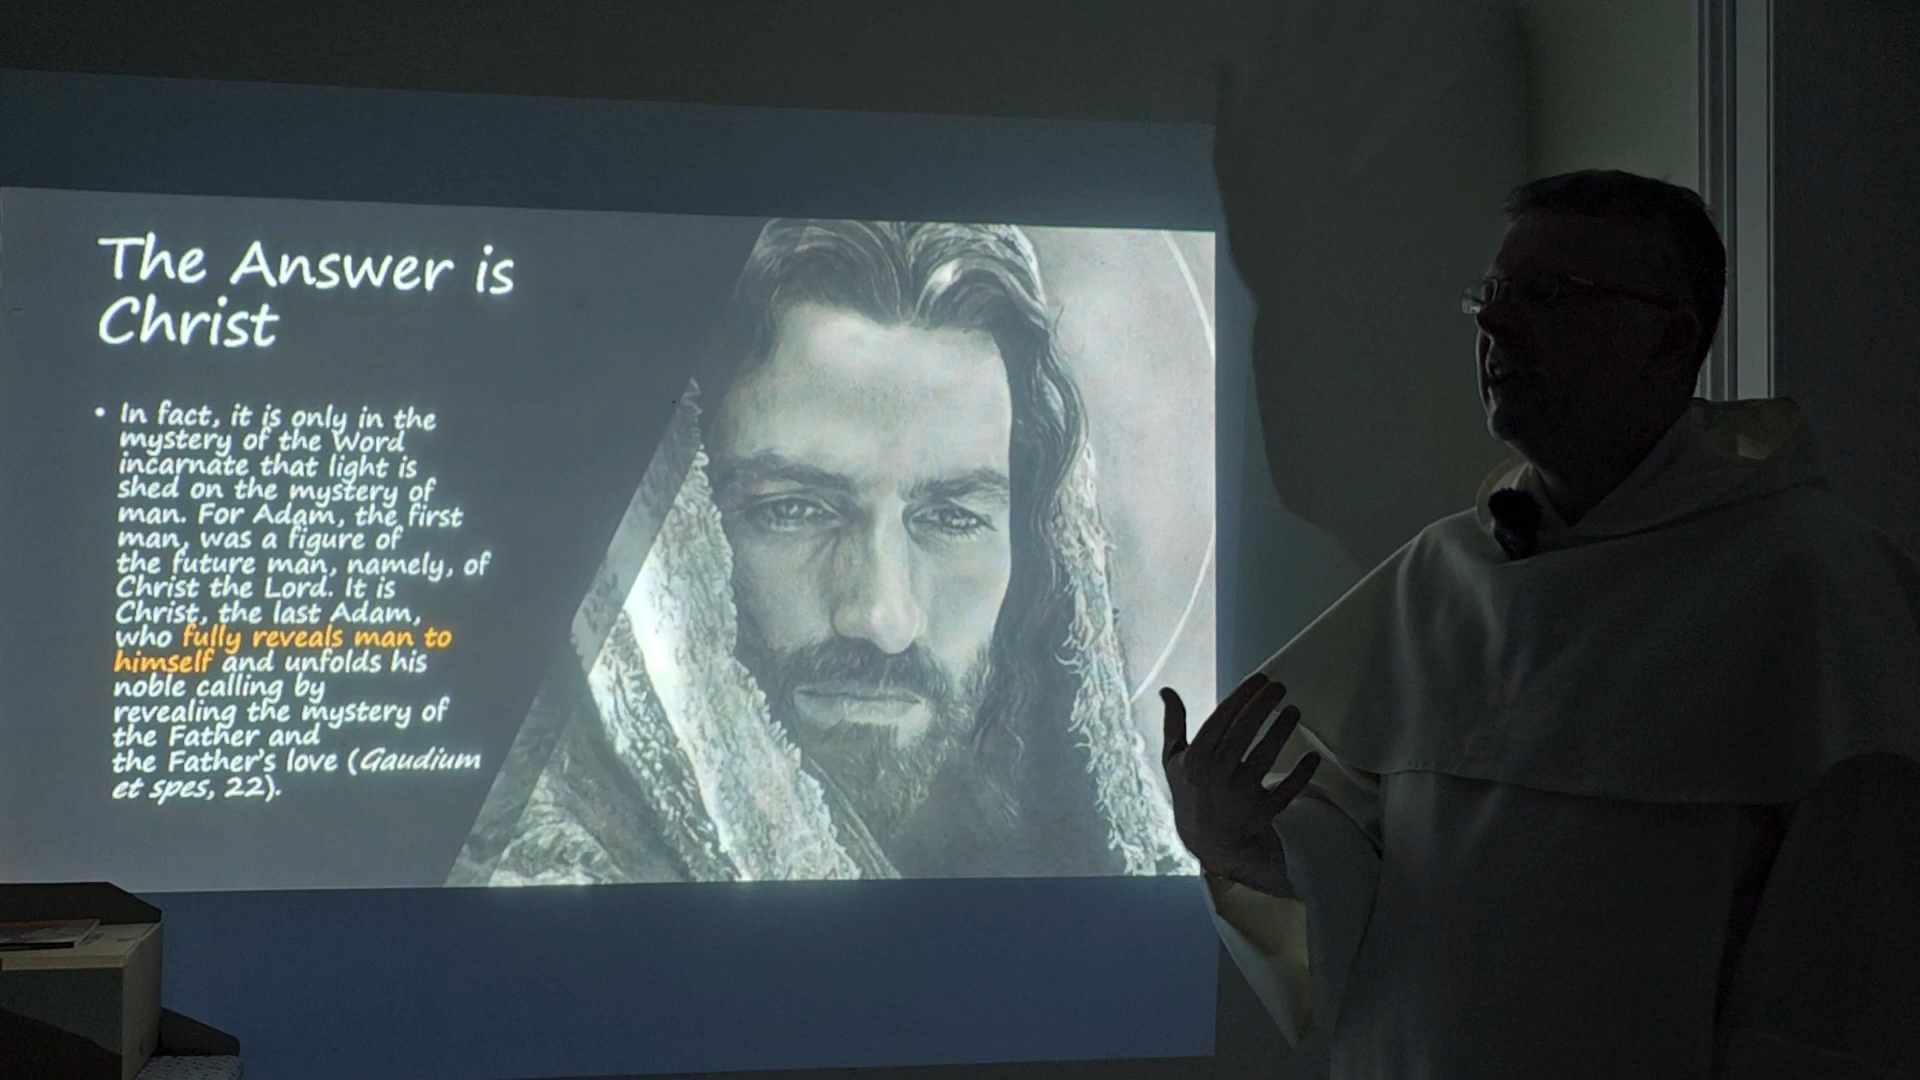 The Answer is
Christ
• In fact, it is only in the
mystery of the Word
incarnate that light is
shed on the mystery of
man. For Adam, the first
man, was a figure of
the future man, namely, of
Christ the Lord. It is
Christ, the last Adam,
who fully reveals man to
himself and unfolds his
noble calling by
revealing the mystery of
the Father and
the Father's love (Gaudium
et spes, 22).